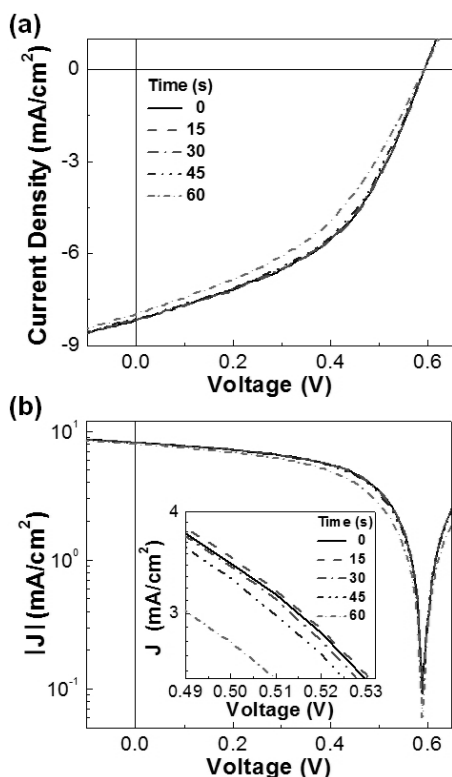 (a)
0
-3
-6
-9
Current Density (mA/cm²)
Time (s)
0
15
30
45
60
0.0 0.2 0.4 0.6
Voltage (V)
(b)
10¹
10⁰
10⁻¹
|J| (mA/cm²)
4
3
J (mA/cm²)
Time (s)
0
15
30
45
60
0.49 0.50 0.51 0.52 0.53
Voltage (V)
0.0 0.2 0.4 0.6
Voltage (V)